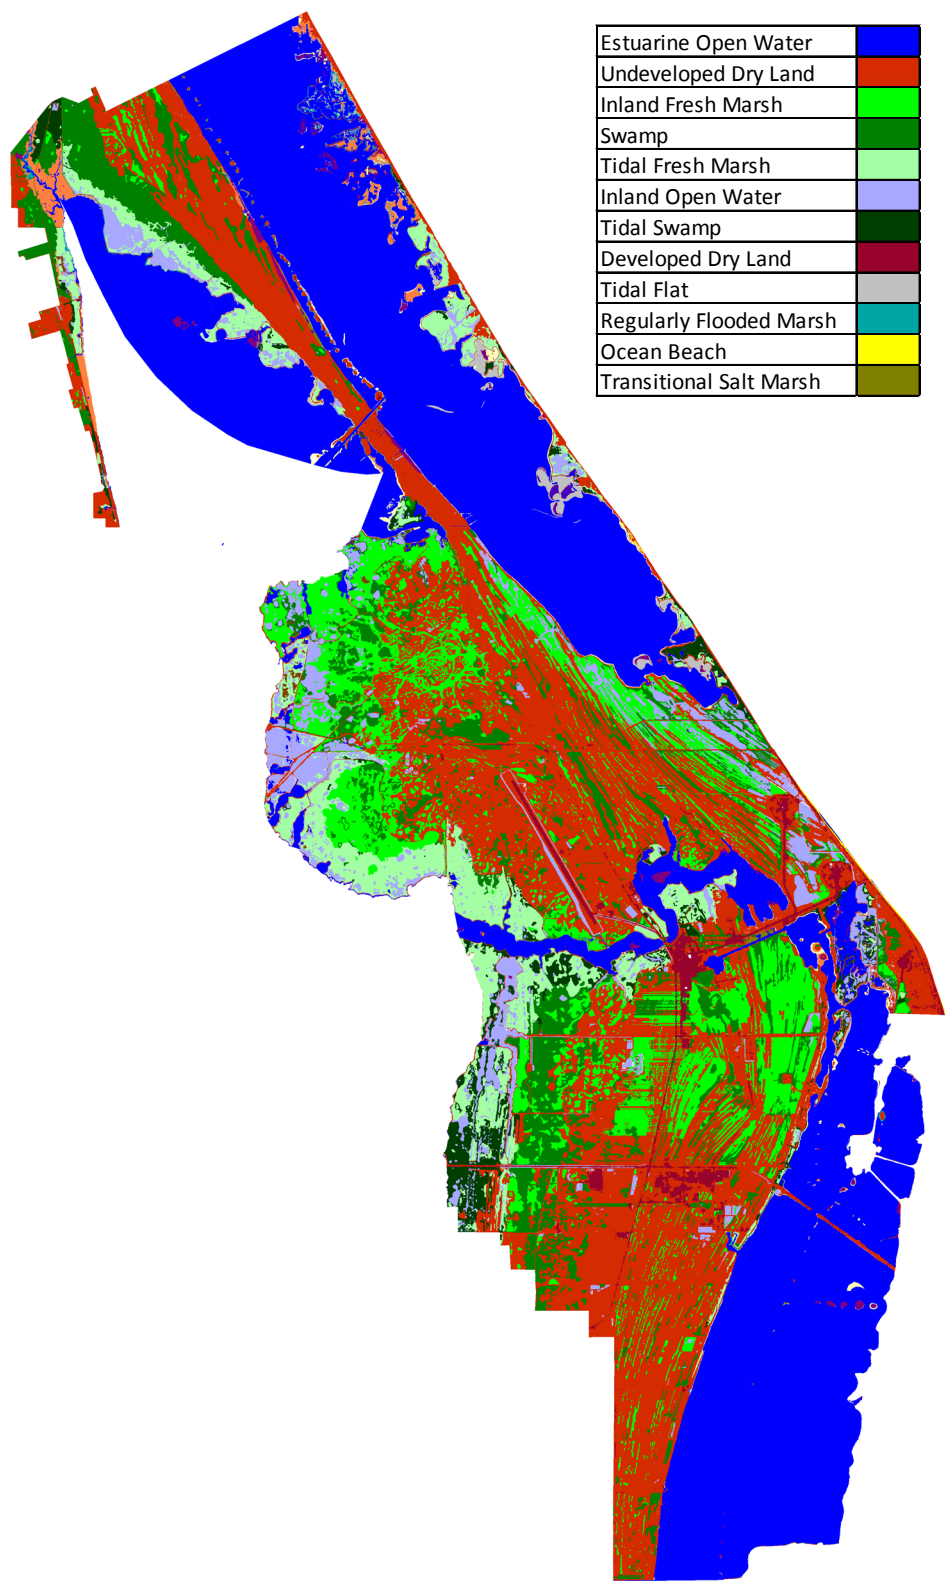 Estuarine Open Water
Undeveloped Dry Land
Inland Fresh Marsh
Swamp
Tidal Fresh Marsh
Inland Open Water
Tidal Swamp
Developed Dry Land
Tidal Flat
Regularly Flooded Marsh
Ocean Beach
Transitional Salt Marsh